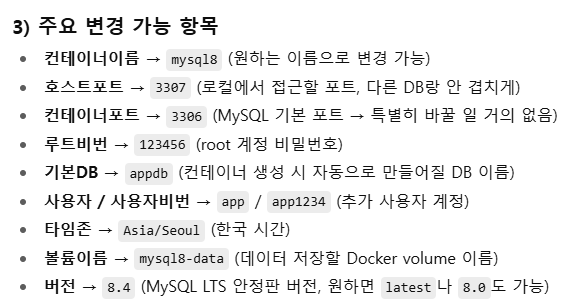 3) 주요 변경 가능 항목
• 컨테이너이름 → mysql8 (원하는 이름으로 변경 가능)
• 호스트포트 → 3307 (로컬에서 접근할 포트, 다른 DB랑 안 겹치게)
• 컨테이너포트 → 3306 (MySQL 기본 포트 → 특별히 바꿀 일 거의 없음)
• 루트비번 → 123456 (root 계정 비밀번호)
• 기본DB → appdb (컨테이너 생성 시 자동으로 만들어질 DB 이름)
• 사용자 / 사용자비번 → app / app1234 (추가 사용자 계정)
• 타임존 → Asia/Seoul (한국 시간)
• 볼륨이름 → mysql8-data (데이터 저장할 Docker volume 이름)
• 버전 → 8.4 (MySQL LTS 안정판 버전, 원하면 latest나 8.0도 가능)